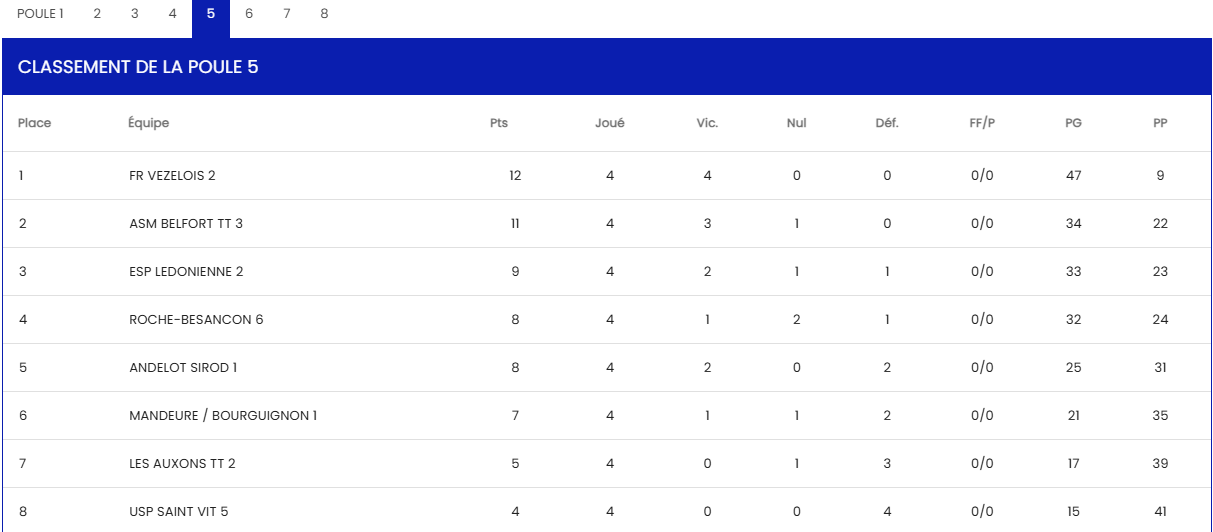 POULE 1 2 3 4 5 6 7 8
CLASSEMENT DE LA POULE 5
Place Équipe Pts Joué Vic. Nul Déf. FF/P PG PP
1 FR VEZELOIS 2 12 4 4 0 0 0/0 47 9
2 ASM BELFORT TT 3 11 4 3 1 0 0/0 34 22
3 ESP LEDONIENNE 2 9 4 2 1 1 0/0 33 23
4 ROCHE-BESANCON 6 8 4 1 2 1 0/0 32 24
5 ANDELOT SIROD 1 8 4 2 0 2 0/0 25 31
6 MANDEURE / BOURGUIGNON 1 7 4 1 1 2 0/0 21 35
7 LES AUXONS TT 2 5 4 0 1 3 0/0 17 39
8 USP SAINT VIT 5 4 4 0 0 4 0/0 15 41